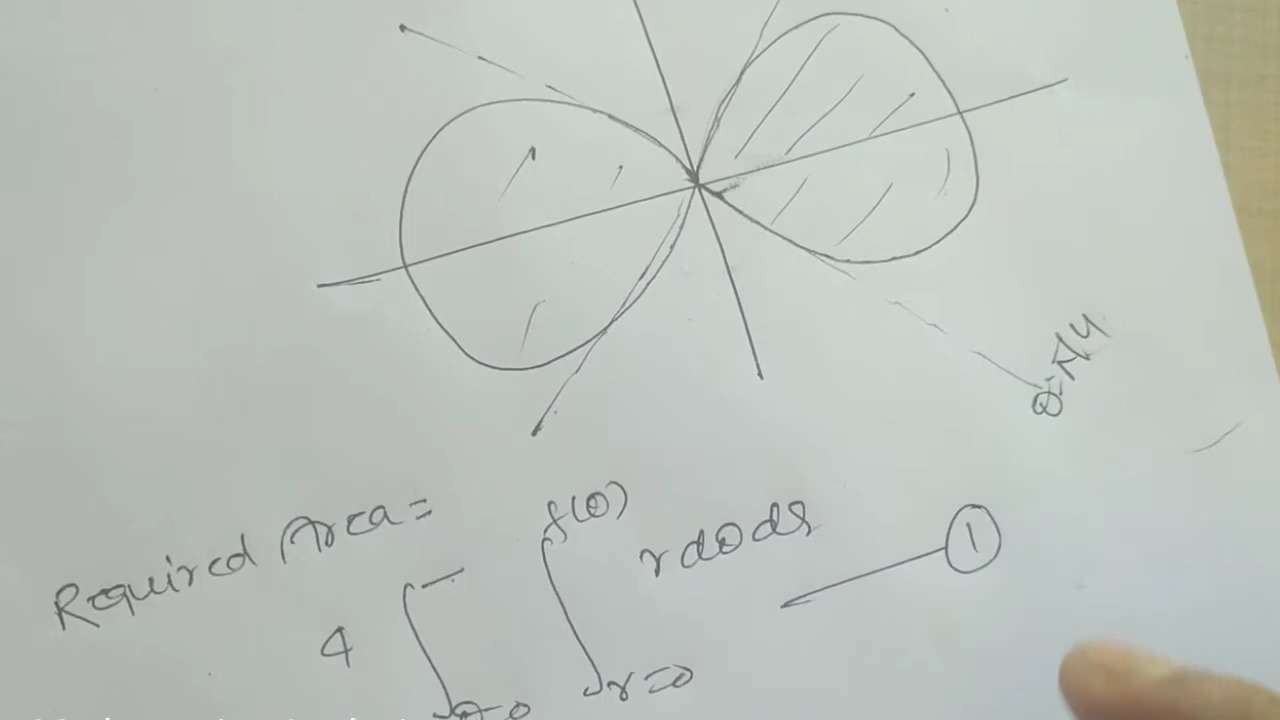 θ=π/4
Required Area=
4 ∫_{θ=0}^{-} ∫_{r=0}^{f(θ)} r dθ dr ← ①